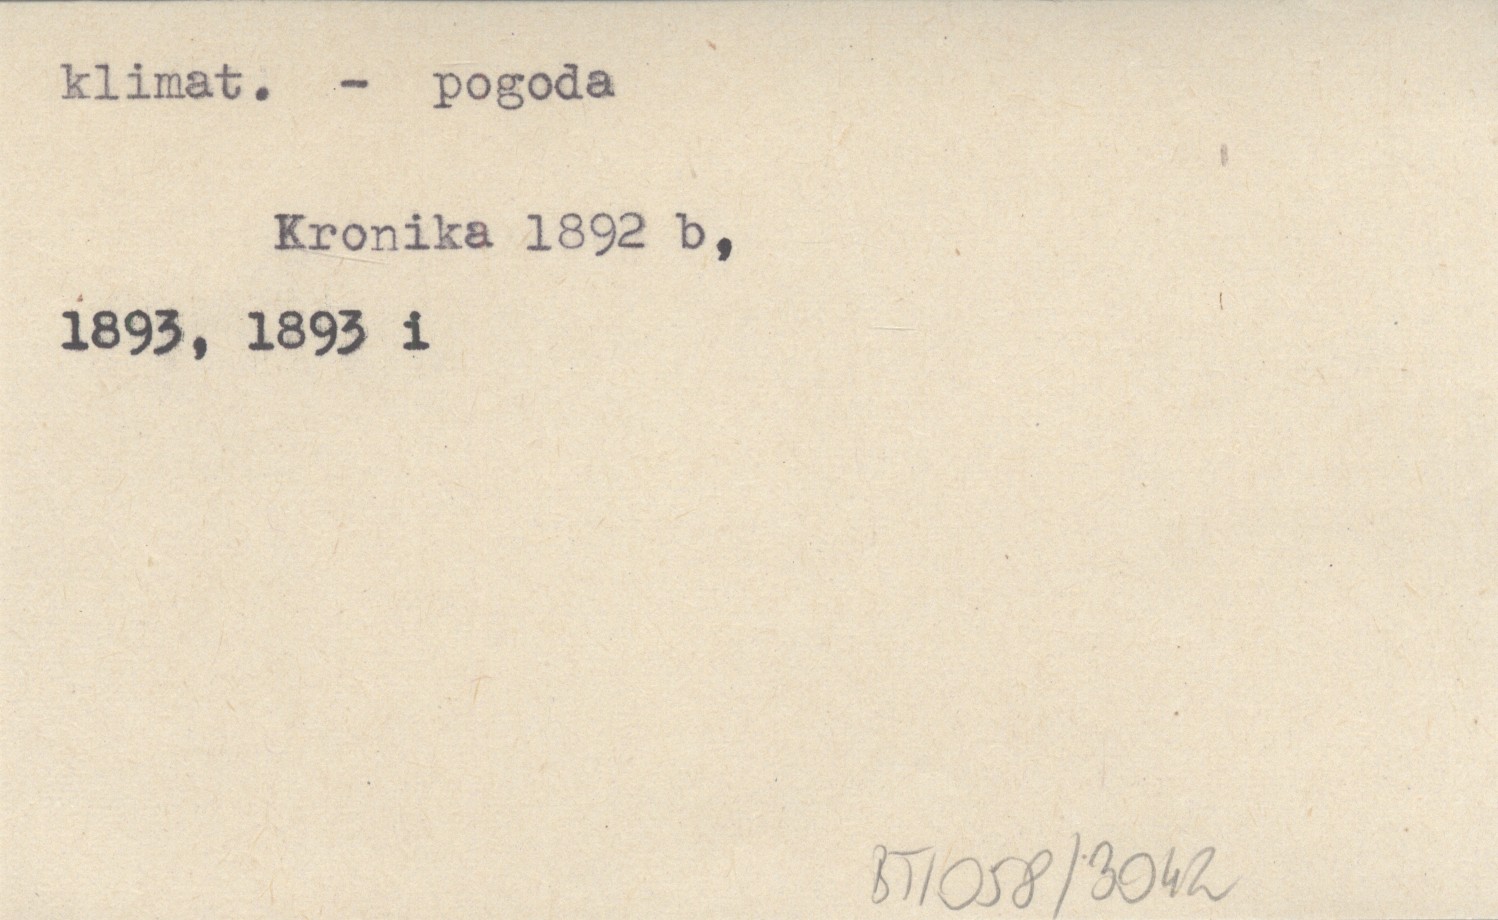 klimat. - pogoda
Kronika 1892 b,
1893, 1893 i
BT/058/3042